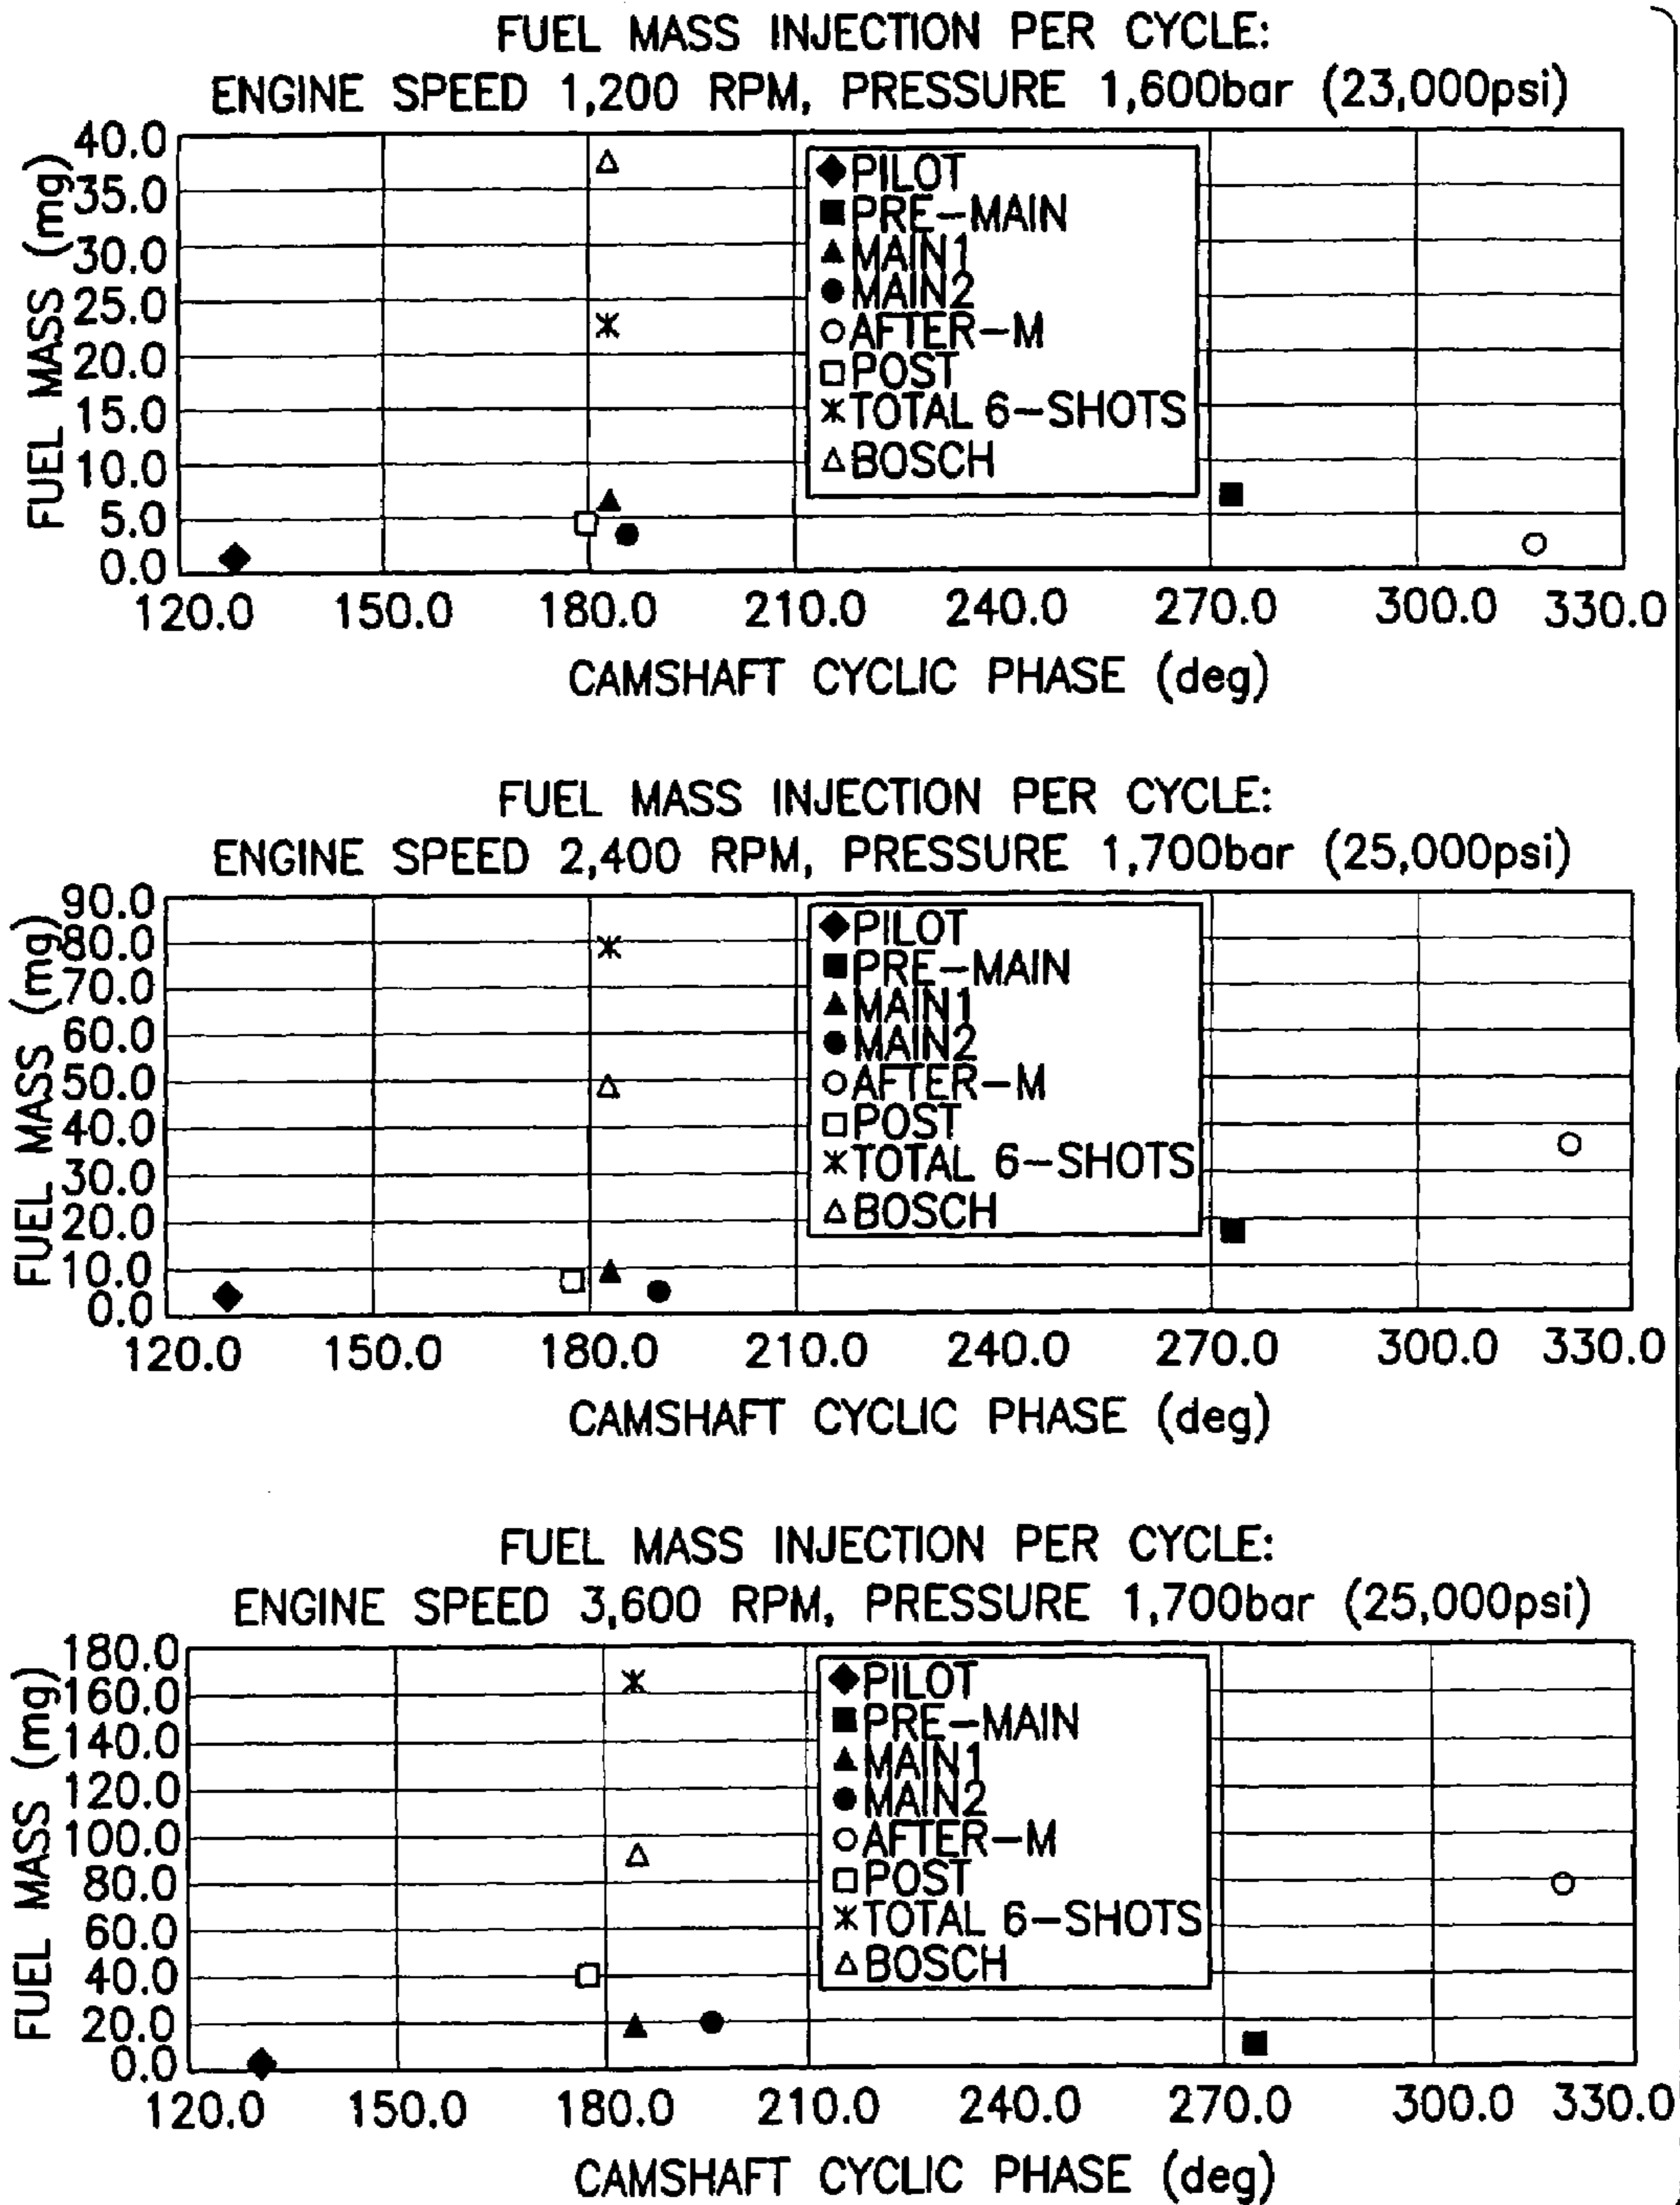 FUEL MASS INJECTION PER CYCLE:
ENGINE SPEED 1,200 RPM, PRESSURE 1,600bar (23,000psi)
FUEL MASS (mg)
40.0
35.0
30.0
25.0
20.0
15.0
10.0
5.0
0.0
PILOT
PRE-MAIN
MAIN1
MAIN2
AFTER-M
POST
TOTAL 6-SHOTS
BOSCH
120.0 150.0 180.0 210.0 240.0 270.0 300.0 330.0
CAMSHAFT CYCLIC PHASE (deg)
FUEL MASS INJECTION PER CYCLE:
ENGINE SPEED 2,400 RPM, PRESSURE 1,700bar (25,000psi)
FUEL MASS (mg)
90.0
80.0
70.0
60.0
50.0
40.0
30.0
20.0
10.0
0.0
PILOT
PRE-MAIN
MAIN1
MAIN2
AFTER-M
POST
TOTAL 6-SHOTS
BOSCH
120.0 150.0 180.0 210.0 240.0 270.0 300.0 330.0
CAMSHAFT CYCLIC PHASE (deg)
FUEL MASS INJECTION PER CYCLE:
ENGINE SPEED 3,600 RPM, PRESSURE 1,700bar (25,000psi)
FUEL MASS (mg)
180.0
160.0
140.0
120.0
100.0
80.0
60.0
40.0
20.0
0.0
PILOT
PRE-MAIN
MAIN1
MAIN2
AFTER-M
POST
TOTAL 6-SHOTS
BOSCH
120.0 150.0 180.0 210.0 240.0 270.0 300.0 330.0
CAMSHAFT CYCLIC PHASE (deg)